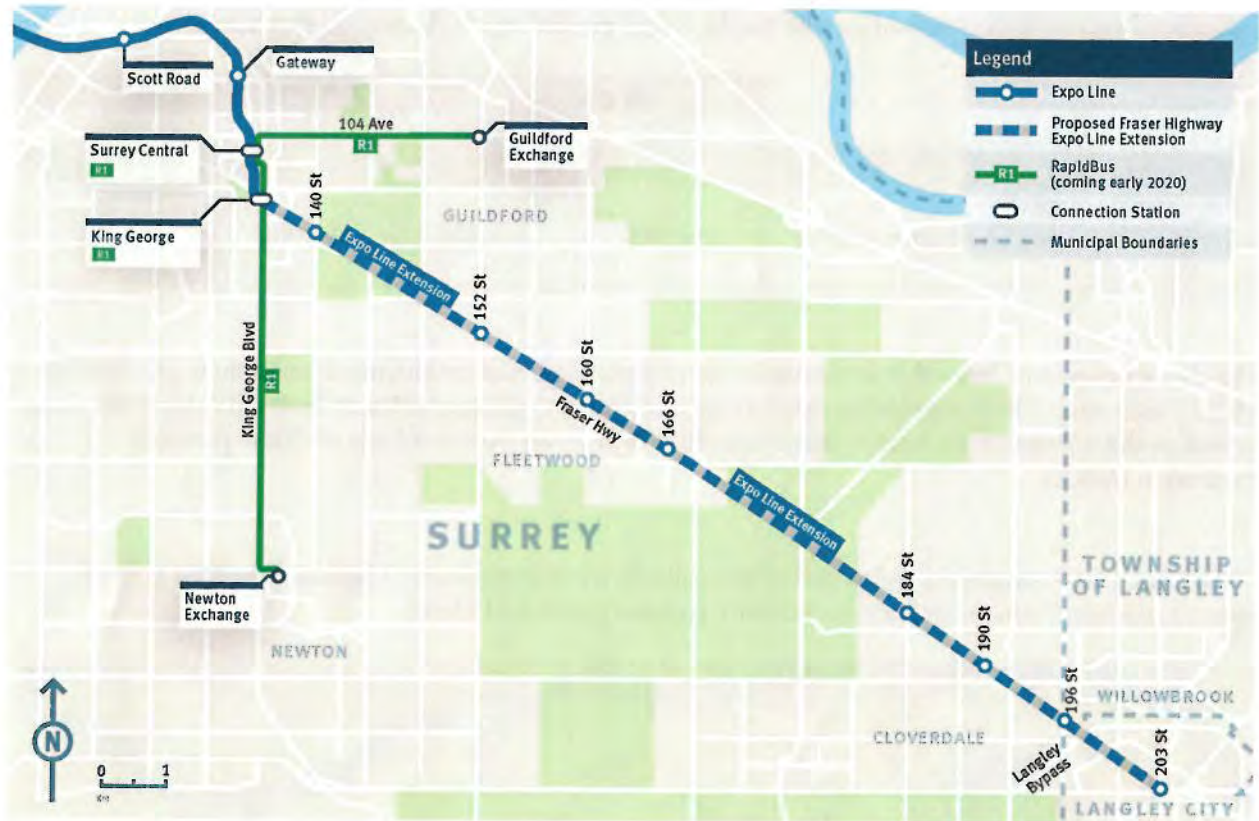 Scott Road
Gateway
Surrey Central
R1
King George
R1
104 Ave
R1
Guildford
Exchange
Legend
Expo Line
Proposed Fraser Highway
Expo Line Extension
R1
RapidBus
(coming early 2020)
Connection Station
Municipal Boundaries
GUILDFORD
140 St
Expo Line Extension
152 St
160 St
Fraser Hwy
166 St
King George Blvd
R1
FLEETWOOD
SURREY
Expo Line Extension
184 St
190 St
196 St
203 St
TOWNSHIP
OF LANGLEY
Newton
Exchange
NEWTON
WILLOWBROOK
CLOVERDALE
Langley
Bypass
LANGLEY CITY
N
0 1
Km